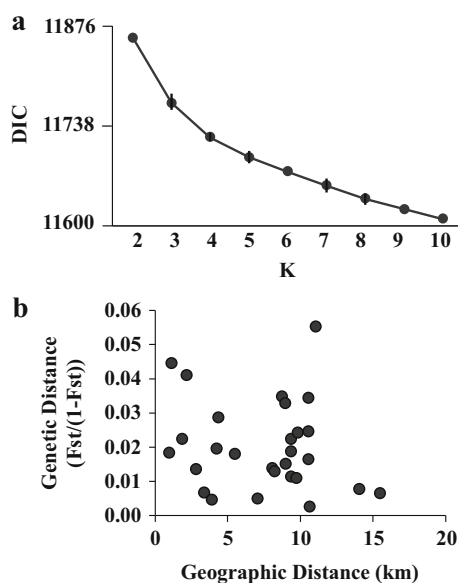 a
11876
11738
11600
DIC
2 3 4 5 6 7 8 9 10
K
b
0.06
0.05
0.04
0.03
0.02
0.01
0.00
Genetic Distance
(Fst/(1-Fst))
0 5 10 15 20
Geographic Distance (km)